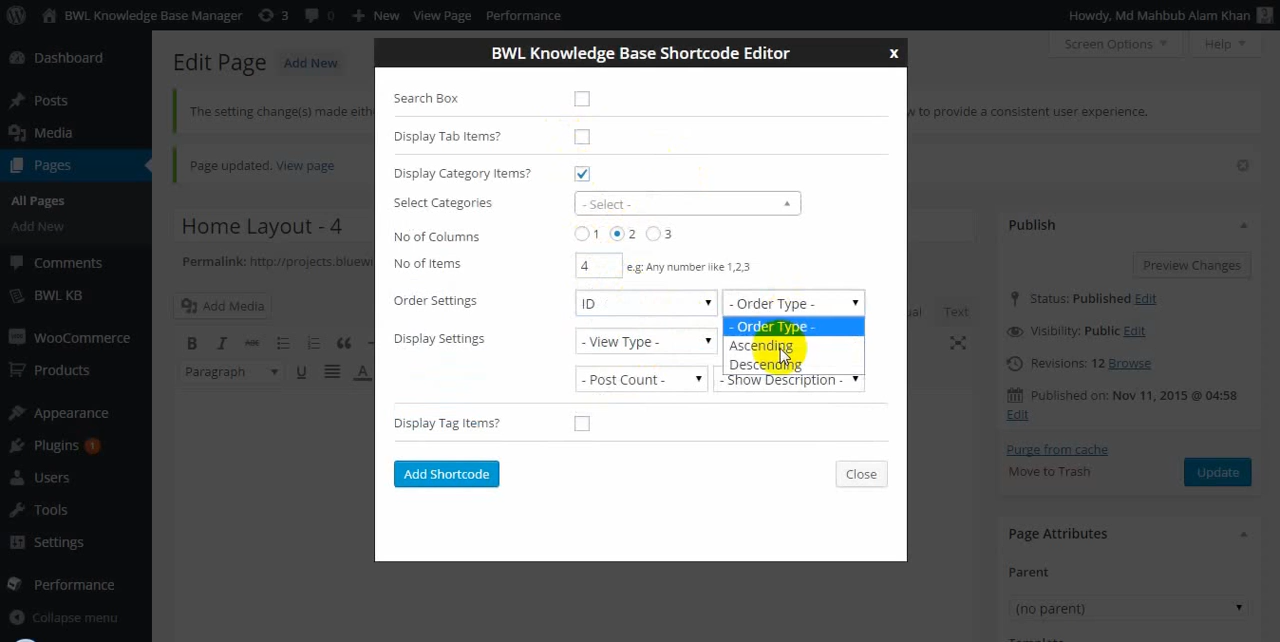 BWL Knowledge Base Manager 3 0 New View Page Performance Howdy, Md Mahbub Alam Khan
Dashboard
Posts
Media
Pages
All Pages
Add New
Comments
BWL KB
WooCommerce
Products
Appearance
Plugins 1
Users
Tools
Settings
Performance
Collapse menu
Screen Options Help
Edit Page Add New
The setting change(s) made
to provide a consistent user experience.
Page updated. View page
Home Layout - 4
Permalink: http://projects.bluewi
Add Media
Text
Paragraph
BWL Knowledge Base Shortcode Editor x
Search Box
Display Tab Items?
Display Category Items?
Select Categories - Select -
No of Columns 1 2 3
No of Items 4 e.g: Any number like 1,2,3
Order Settings ID - Order Type -
- Order Type -
Ascending
Descending
Display Settings - View Type -
- Post Count - - Show Description -
Display Tag Items?
Add Shortcode Close
Publish
Preview Changes
Status: Published Edit
Visibility: Public Edit
Revisions: 12 Browse
Published on: Nov 11, 2015 @ 04:58
Edit
Purge from cache
Move to Trash Update
Page Attributes
Parent
(no parent)